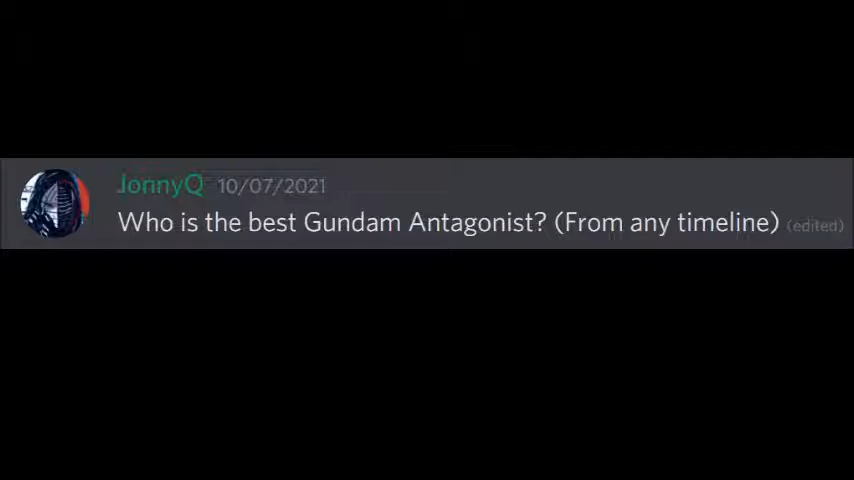 JonnyQ 10/07/2021
Who is the best Gundam Antagonist? (From any timeline) (edited)